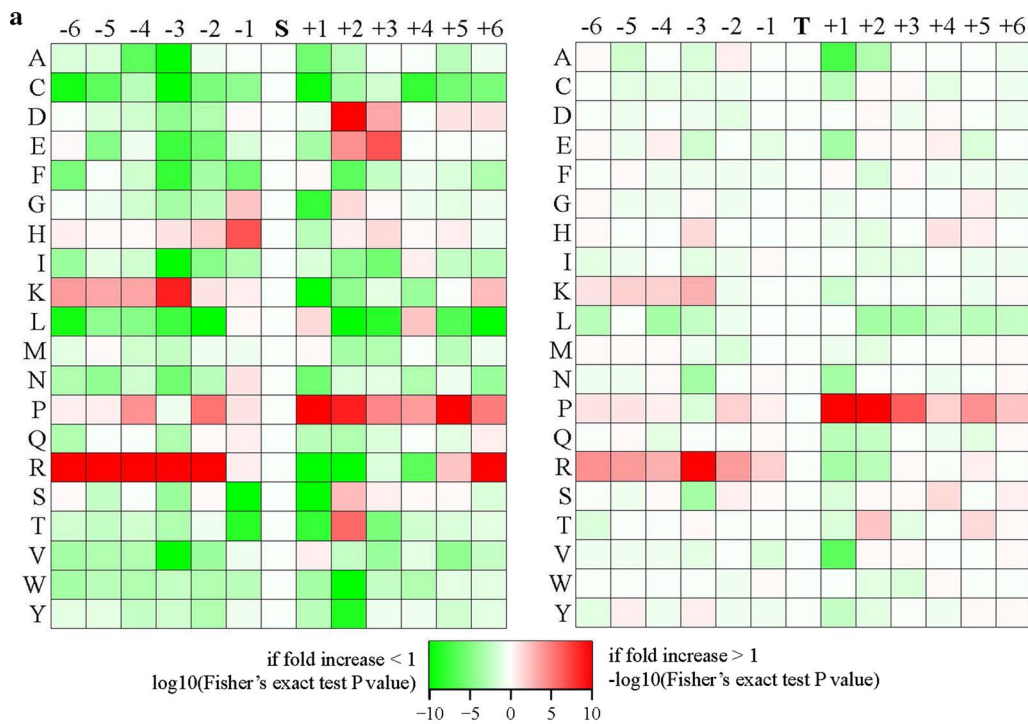 a
-6 -5 -4 -3 -2 -1 S +1 +2 +3 +4 +5 +6
-6 -5 -4 -3 -2 -1 T +1 +2 +3 +4 +5 +6
A
C
D
E
F
G
H
I
K
L
M
N
P
Q
R
S
T
V
W
Y
A
C
D
E
F
G
H
I
K
L
M
N
P
Q
R
S
T
V
W
Y
if fold increase < 1
log10(Fisher's exact test P value)
−10 −5 0 5 10
if fold increase > 1
-log10(Fisher's exact test P value)